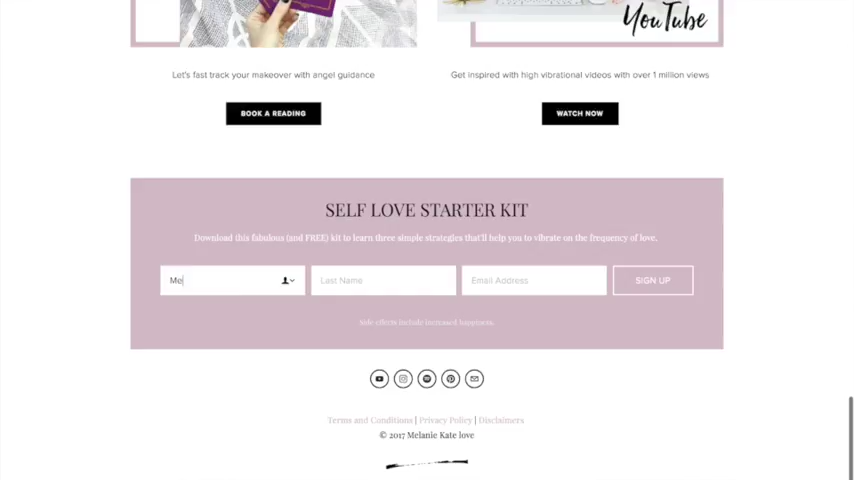 YouTube
Let's fast track your makeover with angel guidance
Get inspired with high vibrational videos with over 1 million views
BOOK A READING
WATCH NOW
SELF LOVE STARTER KIT
Download this fabulous (and FREE) kit to learn three simple strategies that'll help you to vibrate on the frequency of love.
Me
Last Name
Email Address
SIGN UP
Side effects include increased happiness.
Terms and Conditions | Privacy Policy | Disclaimers
© 2017 Melanie Kate love